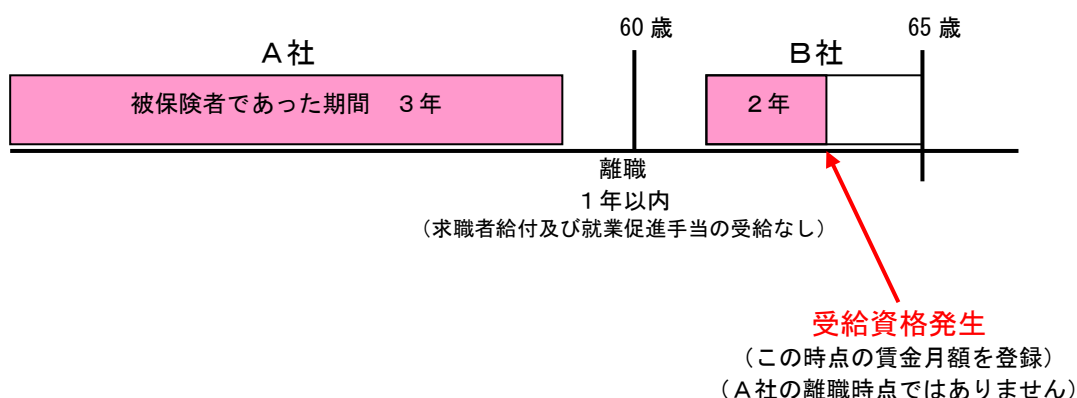 60 歳
65 歳
Ａ社
Ｂ社
被保険者であった期間　３年
２年
離職
１年以内
（求職者給付及び就業促進手当の受給なし）
受給資格発生
（この時点の賃金月額を登録）
（Ａ社の離職時点ではありません）